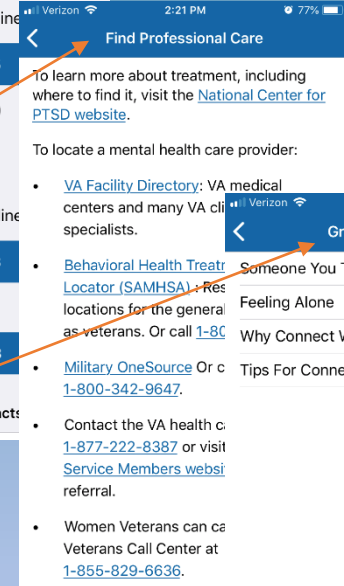 Verizon 2:21 PM 77%
Find Professional Care
To learn more about treatment, including
where to find it, visit the National Center for
PTSD website.
To locate a mental health care provider:
• VA Facility Directory: VA medical
centers and many VA cli
specialists.
• Behavioral Health Treatr
Locator (SAMHSA) : Res
locations for the general
as veterans. Or call 1-80
• Military OneSource Or c
1-800-342-9647.
• Contact the VA health ca
1-877-222-8387 or visit
Service Members websi
referral.
• Women Veterans can ca
Veterans Call Center at
1-855-829-6636.
Verizon
Gr
Someone You T
Feeling Alone
Why Connect W
Tips For Conne
ine
ine
acts